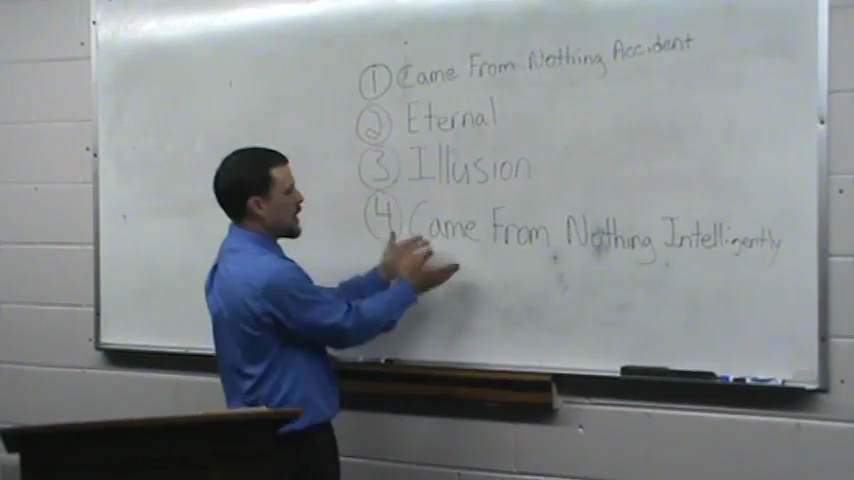 ① Came From Nothing Accident
② Eternal
③ Illusion
④ Came From Nothing Intelligently